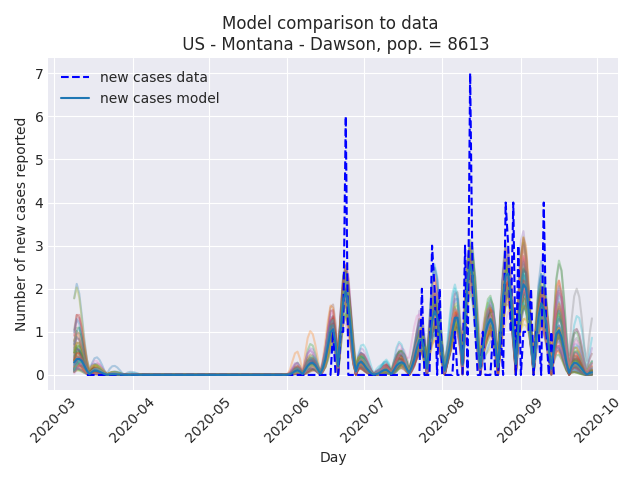 Model comparison to data
US - Montana - Dawson, pop. = 8613
new cases data
new cases model
Number of new cases reported
7
6
5
4
3
2
1
0
2020-03
2020-04
2020-05
2020-06
2020-07
2020-08
2020-09
2020-10
Day